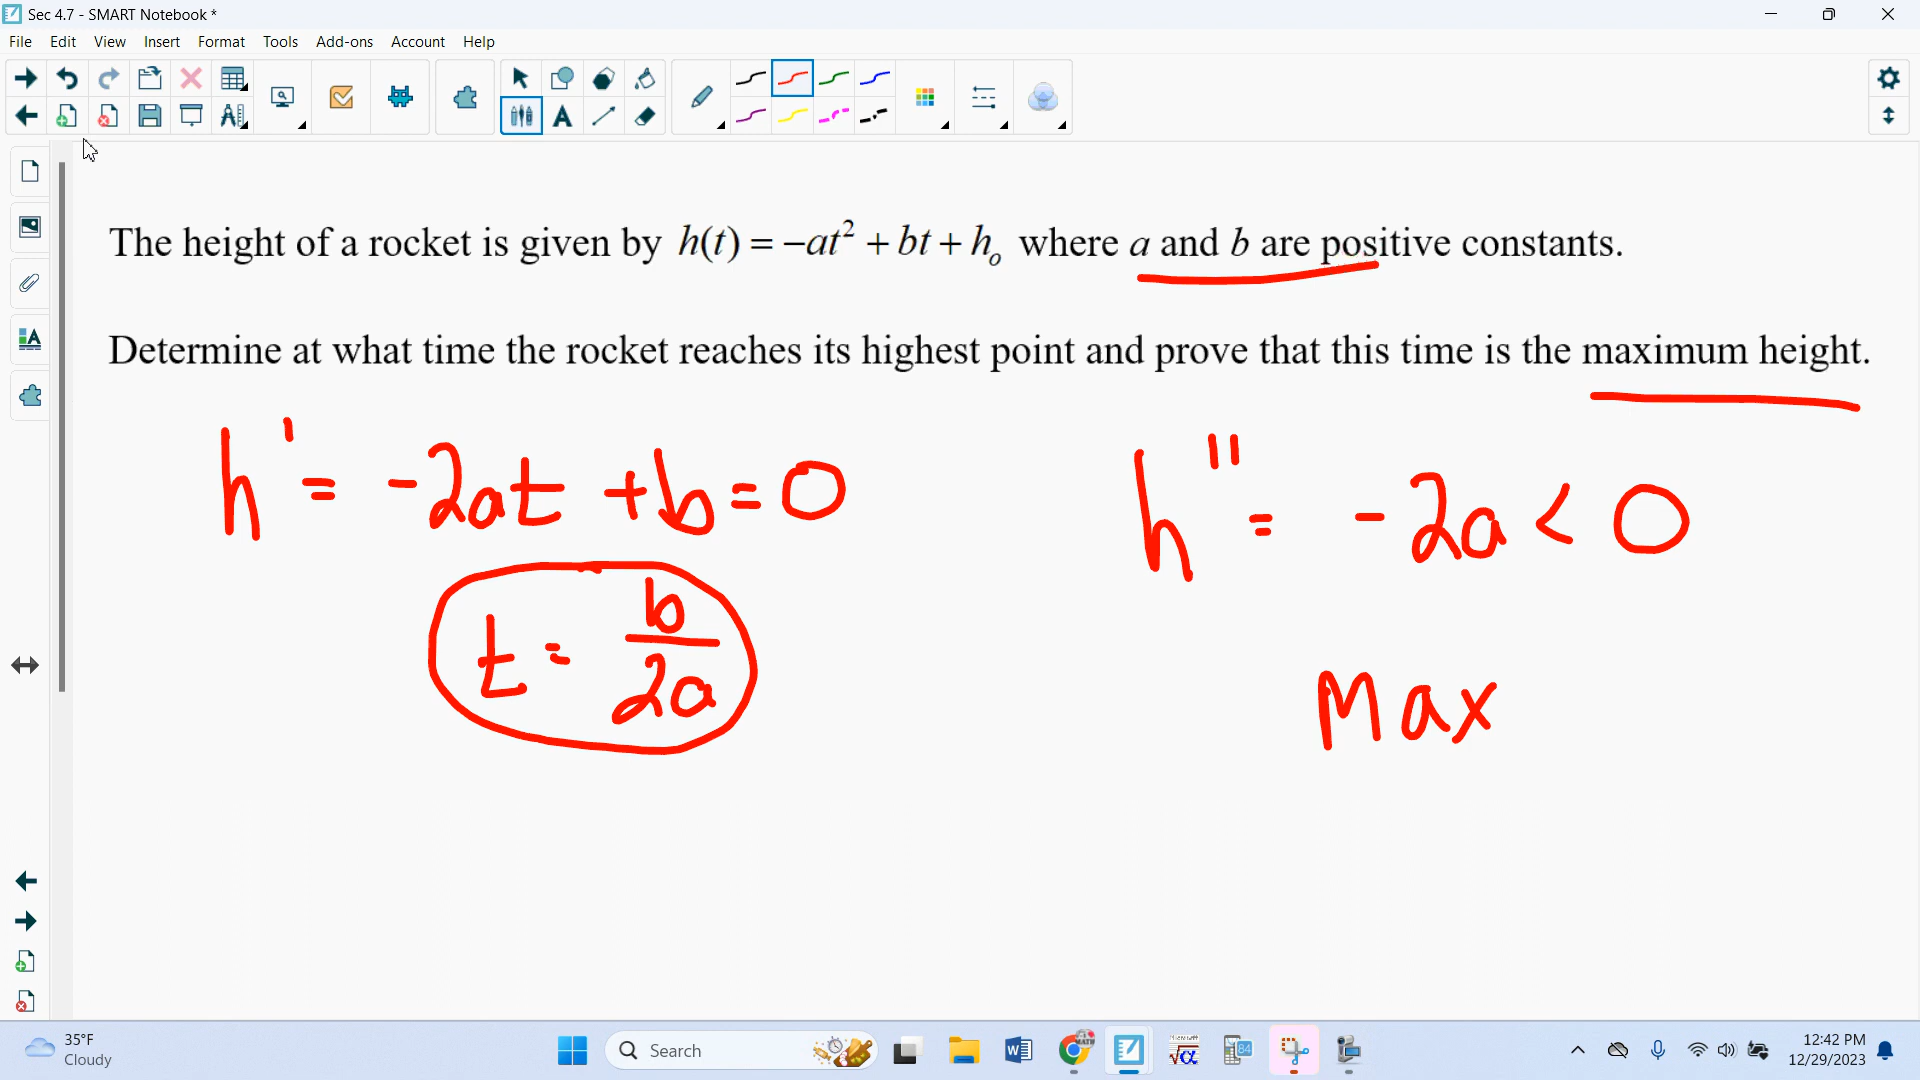 Sec 4.7 - SMART Notebook *
File Edit View Insert Format Tools Add-ons Account Help
The height of a rocket is given by h(t) = −at² + bt + hₒ where a and b are positive constants.
Determine at what time the rocket reaches its highest point and prove that this time is the maximum height.
h' = -2at + b = 0
h'' = -2a < 0
t = b/2a
Max
35°F
Cloudy
Search
12:42 PM
12/29/2023